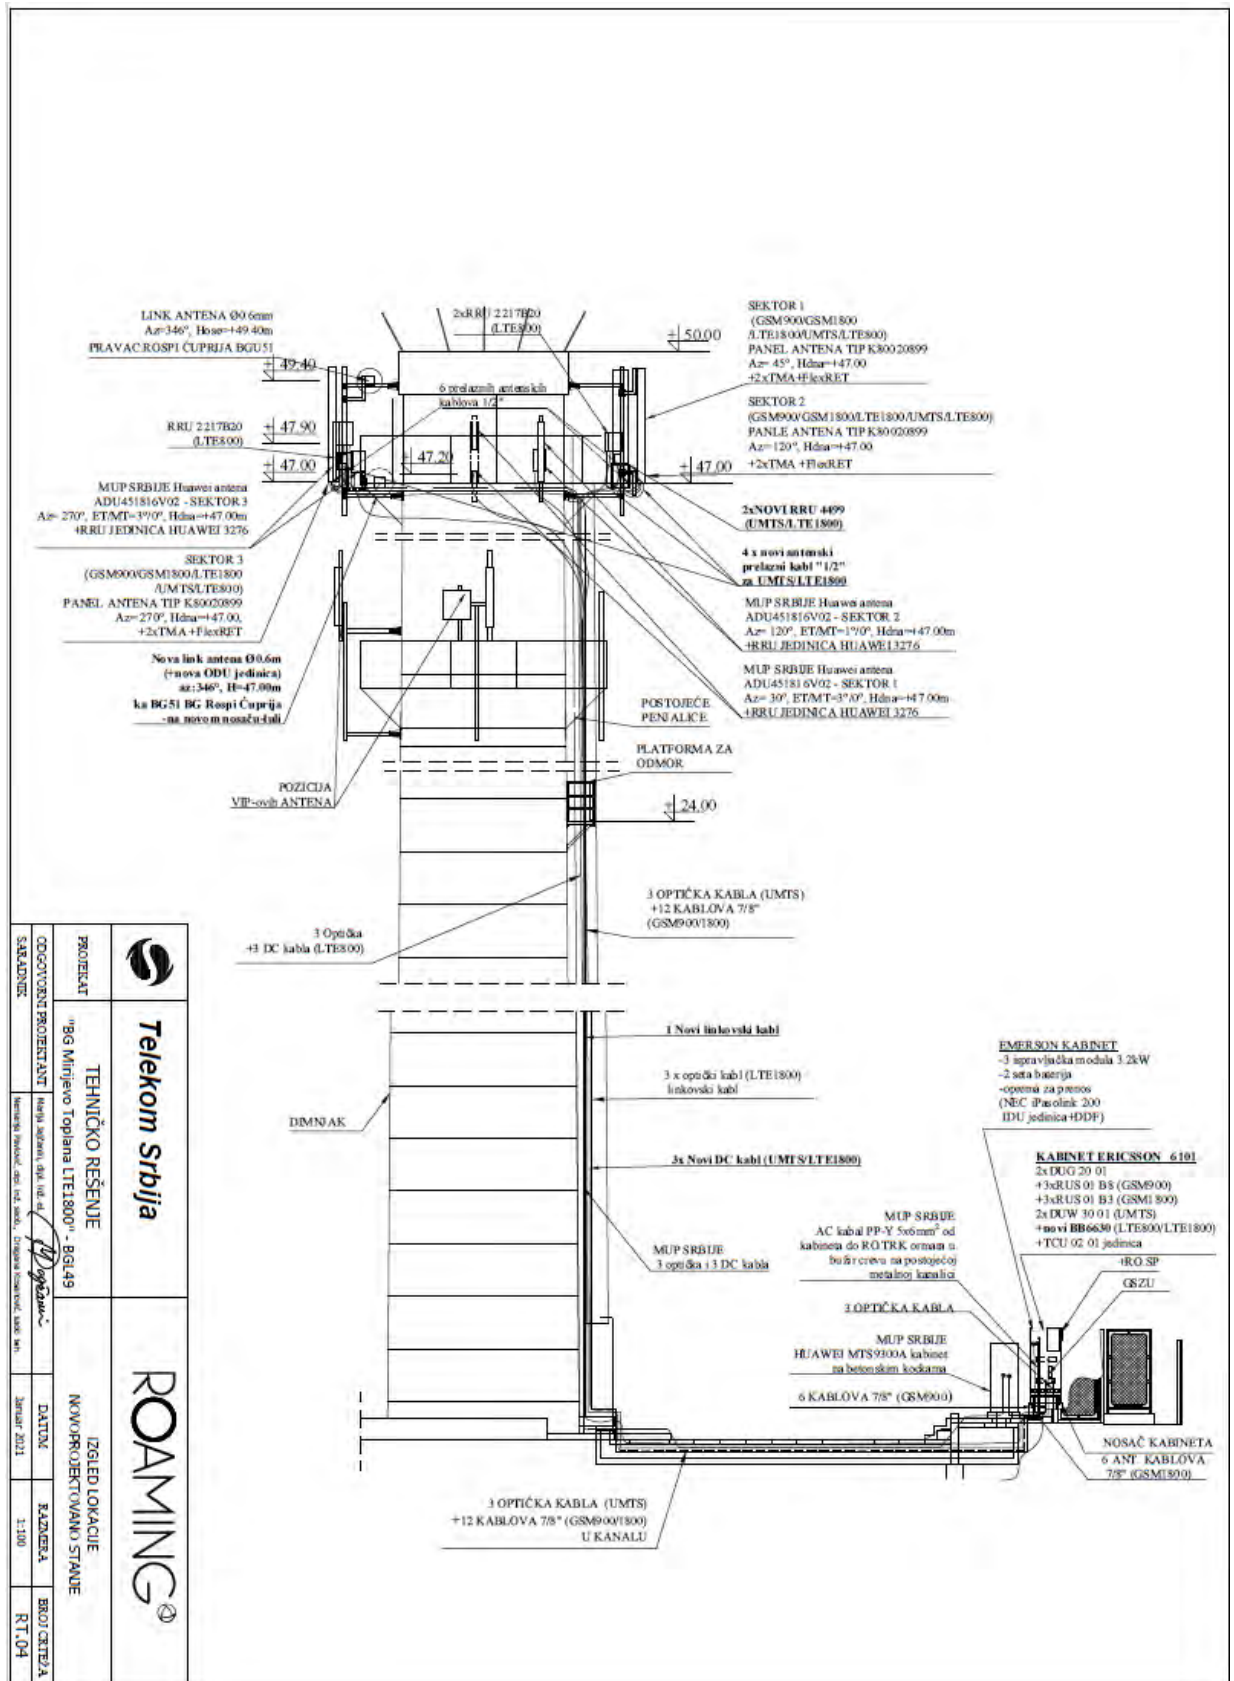 LINK ANTENA Ø0.6mm
Az=346°, Hose=+49.40m
PRAVAC ROSPI ĆUPRIJA BGU51
+ 49.40
RRU 2217B20
(LTE800)
+ 47.90
+ 47.00
MUP SRBIJE Huawei antena
ADU451816V02 - SEKTOR 3
Az= 270°, ET/MT=3°/0°, Hdna=+47.00m
+RRU JEDINICA HUAWEI 3276
SEKTOR 3
(GSM900/GSM1800/LTE1800
/UMTS/LTE800)
PANEL ANTENA TIP K80020899
Az= 270°, Hdna=+47.00,
+2xTMA +FlexRET
Nova link antena Ø0.6m
(+nova ODU jedinica)
az:346°, H=47.00m
ka BG51 BG Rospi Ćuprija
-na novom nosaču-luli
POZICIJA
VIP-ovih ANTENA
2xRRU 2217B20
(LTE800)
6 prelaznih antenskih
kablova 1/2"
+ 47.20
+ 50.00
+ 47.00
SEKTOR 1
(GSM900/GSM1800
/LTE1800/UMTS/LTE800)
PANEL ANTENA TIP K80020899
Az= 45°, Hdna=+47.00
+2xTMA+FlexRET
SEKTOR 2
(GSM900/GSM1800/LTE1800/UMTS/LTE800)
PANLE ANTENA TIP K80020899
Az=120°, Hdna=+47.00
+2xTMA +FlexRET
2xNOVI RRU 4499
(UMTS/LTE1800)
4 x novi antenski
prelazni kabl "1/2"
za UMTS/LTE1800
MUP SRBIJE Huawei antena
ADU451816V02 - SEKTOR 2
Az= 120°, ET/MT=1°/0°, Hdna=+47.00m
+RRU JEDINICA HUAWEI 3276
MUP SRBIJE Huawei antena
ADU451816V02 - SEKTOR 1
Az= 30°, ET/MT=3°/0°, Hdna=+47.00m
+RRU JEDINICA HUAWEI 3276
POSTOJEĆE
PENJALICE
PLATFORMA ZA
ODMOR
+ 24.00
3 OPTIČKA KABLA (UMTS)
+12 KABLOVA 7/8"
(GSM900/1800)
3 Optička
+3 DC kabla (LTE800)
1 Novi linkovski kabl
3 x optički kabl (LTE1800)
linkovski kabl
DIMNJAK
3x Novi DC kabl (UMTS/LTE1800)
MUP SRBIJE
3 optička i 3 DC kabla
EMERSON KABINET
-3 ispravljačka modula 3.2kW
-2 seta baterija
-oprema za prenos
(NEC iPasolink 200
IDU jedinica+DDF)
KABINET ERICSSON 6101
2xDUG 20 01
+3xRUS 01 B8 (GSM900)
+3xRUS 01 B3 (GSM1800)
2xDUW 30 01 (UMTS)
+novi BB6630 (LTE800/LTE1800)
+TCU 02 01 jedinica
+RO.SP
GSZU
MUP SRBIJE
AC kabal PP-Y 5x6mm² od
kabineta do RO TRK ormana u
bužir crevu na postojećoj
metalnoj kanalici
3 OPTIČKA KABLA
MUP SRBIJE
HUAWEI MTS9300A kabinet
na betonskim kockama
6 KABLOVA 7/8" (GSM900)
NOSAČ KABINETA
6 ANT. KABLOVA
7/8" (GSM1800)
3 OPTIČKA KABLA (UMTS)
+12 KABLOVA 7/8" (GSM900/1800)
U KANALU
Telekom Srbija
ROAMING
PROJEKAT
TEHNIČKO REŠENJE
"BG Mirijevo Toplana LTE1800" - BGL49
IZGLED LOKACIJE
NOVOPROJEKTOVANO STANJE
ODGOVORNI PROJEKTANT
DATUM
RAZMERA
BROJ CRTEŽA
SARADNIK
Januar 2021
1:100
RT.04